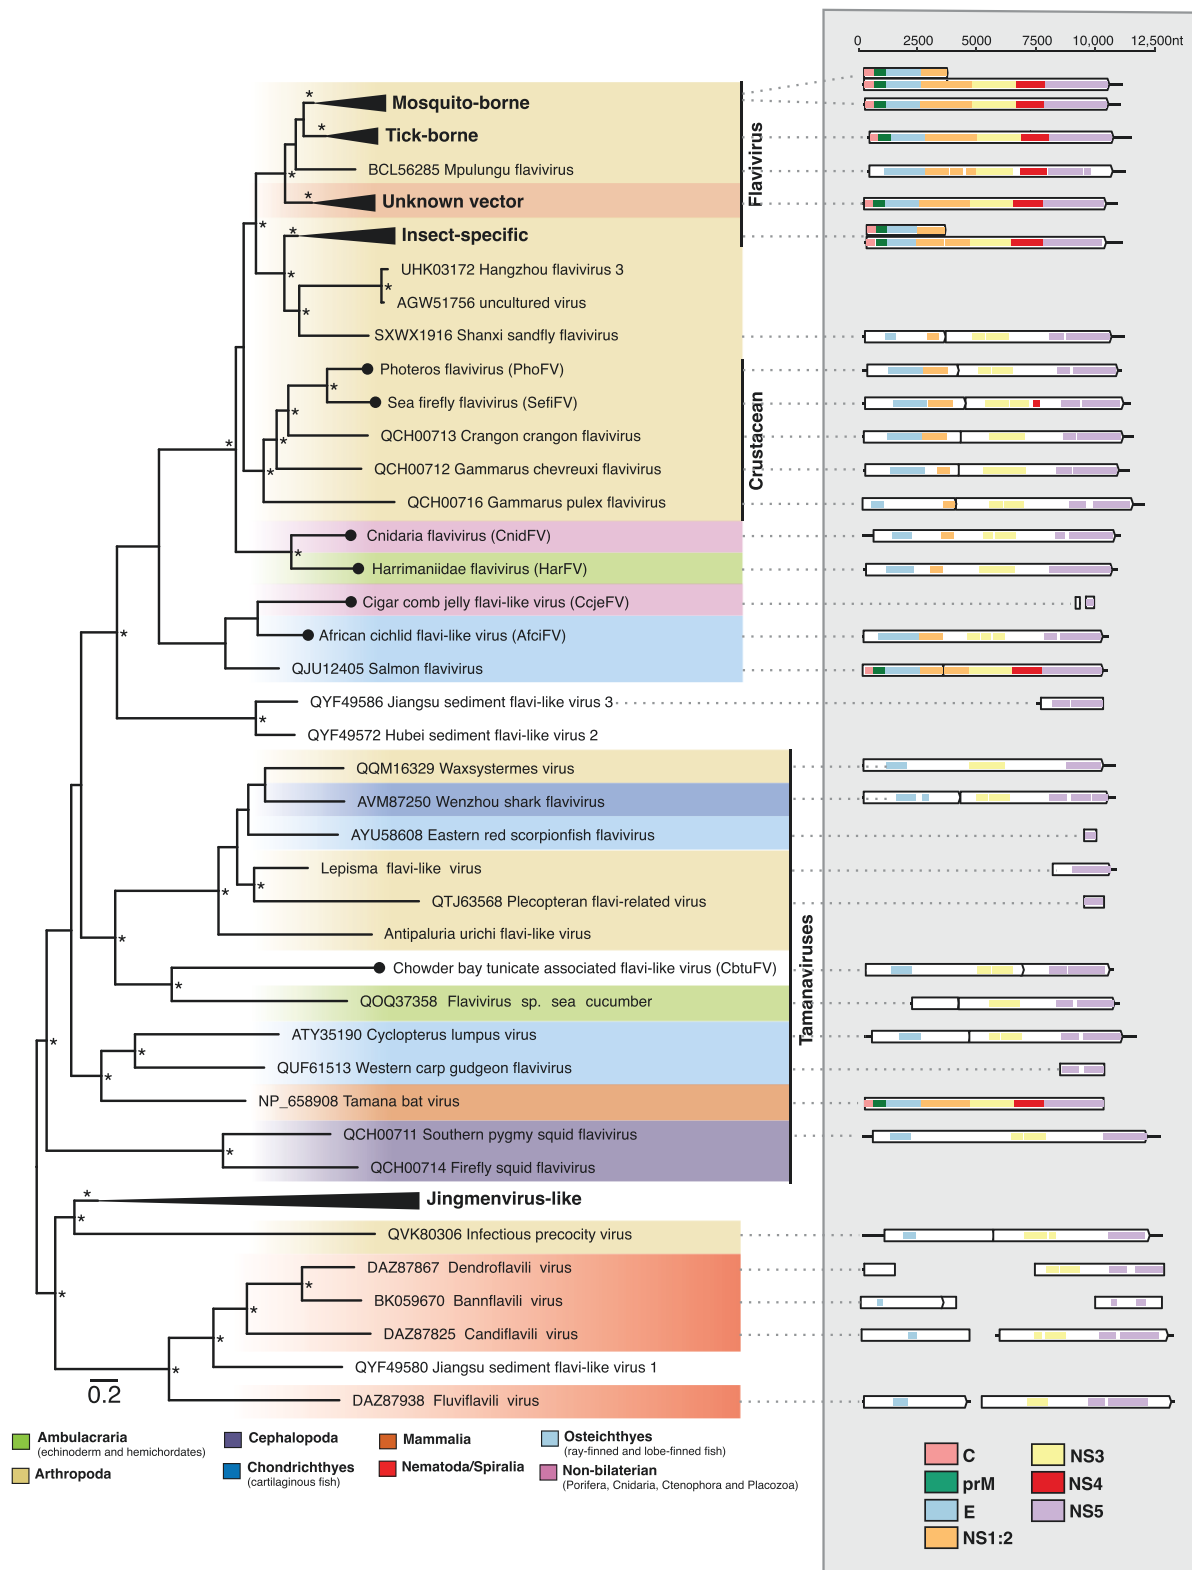 0 2500 5000 7500 10,000 12,500nt
Mosquito-borne
Tick-borne
BCL56285 Mpulungu flavivirus
Unknown vector
Insect-specific
UHK03172 Hangzhou flavivirus 3
AGW51756 uncultured virus
SXWX1916 Shanxi sandfly flavivirus
Flavivirus
Photeros flavivirus (PhoFV)
Sea firefly flavivirus (SefiFV)
QCH00713 Crangon crangon flavivirus
QCH00712 Gammarus chevreuxi flavivirus
QCH00716 Gammarus pulex flavivirus
Crustacean
Cnidaria flavivirus (CnidFV)
Harrimaniidae flavivirus (HarFV)
Cigar comb jelly flavi-like virus (CcjeFV)
African cichlid flavi-like virus (AfciFV)
QJU12405 Salmon flavivirus
QYF49586 Jiangsu sediment flavi-like virus 3
QYF49572 Hubei sediment flavi-like virus 2
QQM16329 Waxsystermes virus
AVM87250 Wenzhou shark flavivirus
AYU58608 Eastern red scorpionfish flavivirus
Lepisma flavi-like virus
QTJ63568 Plecopteran flavi-related virus
Antipaluria urichi flavi-like virus
Chowder bay tunicate associated flavi-like virus (CbtuFV)
QOQ37358 Flavivirus sp. sea cucumber
ATY35190 Cyclopterus lumpus virus
QUF61513 Western carp gudgeon flavivirus
NP_658908 Tamana bat virus
QCH00711 Southern pygmy squid flavivirus
QCH00714 Firefly squid flavivirus
Tamanaviruses
Jingmenvirus-like
QVK80306 Infectious precocity virus
DAZ87867 Dendroflavili virus
BK059670 Bannflavili virus
DAZ87825 Candiflavili virus
QYF49580 Jiangsu sediment flavi-like virus 1
DAZ87938 Fluviflavili virus
0.2
Ambulacraria
(echinoderm and hemichordates)
Arthropoda
Cephalopoda
Chondrichthyes
(cartilaginous fish)
Mammalia
Nematoda/Spiralia
Osteichthyes
(ray-finned and lobe-finned fish)
Non-bilaterian
(Porifera, Cnidaria, Ctenophora and Placozoa)
C
prM
E
NS1:2
NS3
NS4
NS5